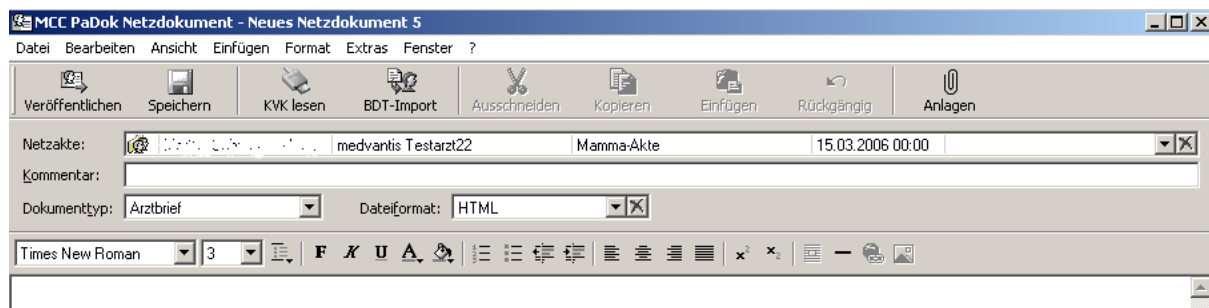 MCC PaDok Netzdokument - Neues Netzdokument 5
Datei Bearbeiten Ansicht Einfügen Format Extras Fenster ?
Veröffentlichen Speichern KVK lesen BDT-Import Ausschneiden Kopieren Einfügen Rückgängig Anlagen
Netzakte: medvantis Testarzt22 Mamma-Akte 15.03.2006 00:00
Kommentar:
Dokumenttyp: Arztbrief Dateiformat: HTML
Times New Roman 3 F K U A x² x₂